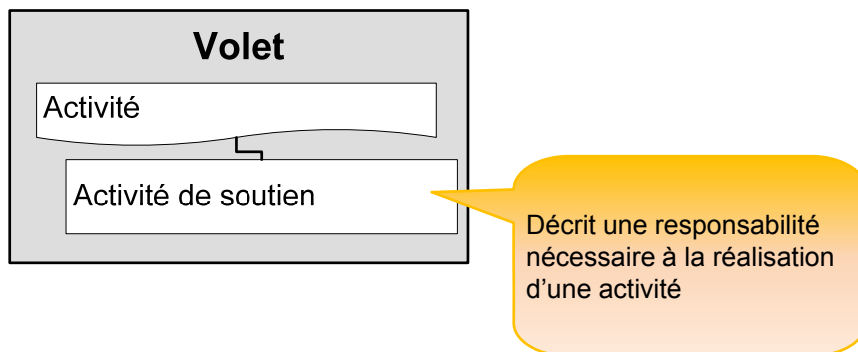 Volet
Activité
Activité de soutien
Décrit une responsabilité
nécessaire à la réalisation
d’une activité